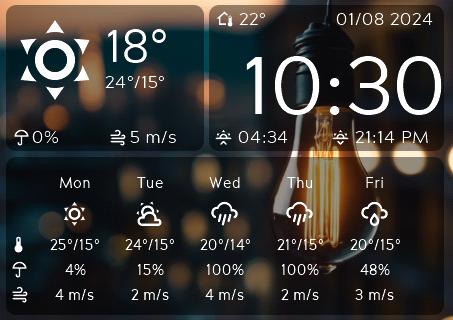 18°
24°/15°
0% 5 m/s
22° 01/08 2024
10:30
04:34 21:14 PM
Mon Tue Wed Thu Fri
25°/15° 24°/15° 20°/14° 21°/15° 20°/15°
4% 15% 100% 100% 48%
4 m/s 2 m/s 4 m/s 2 m/s 3 m/s